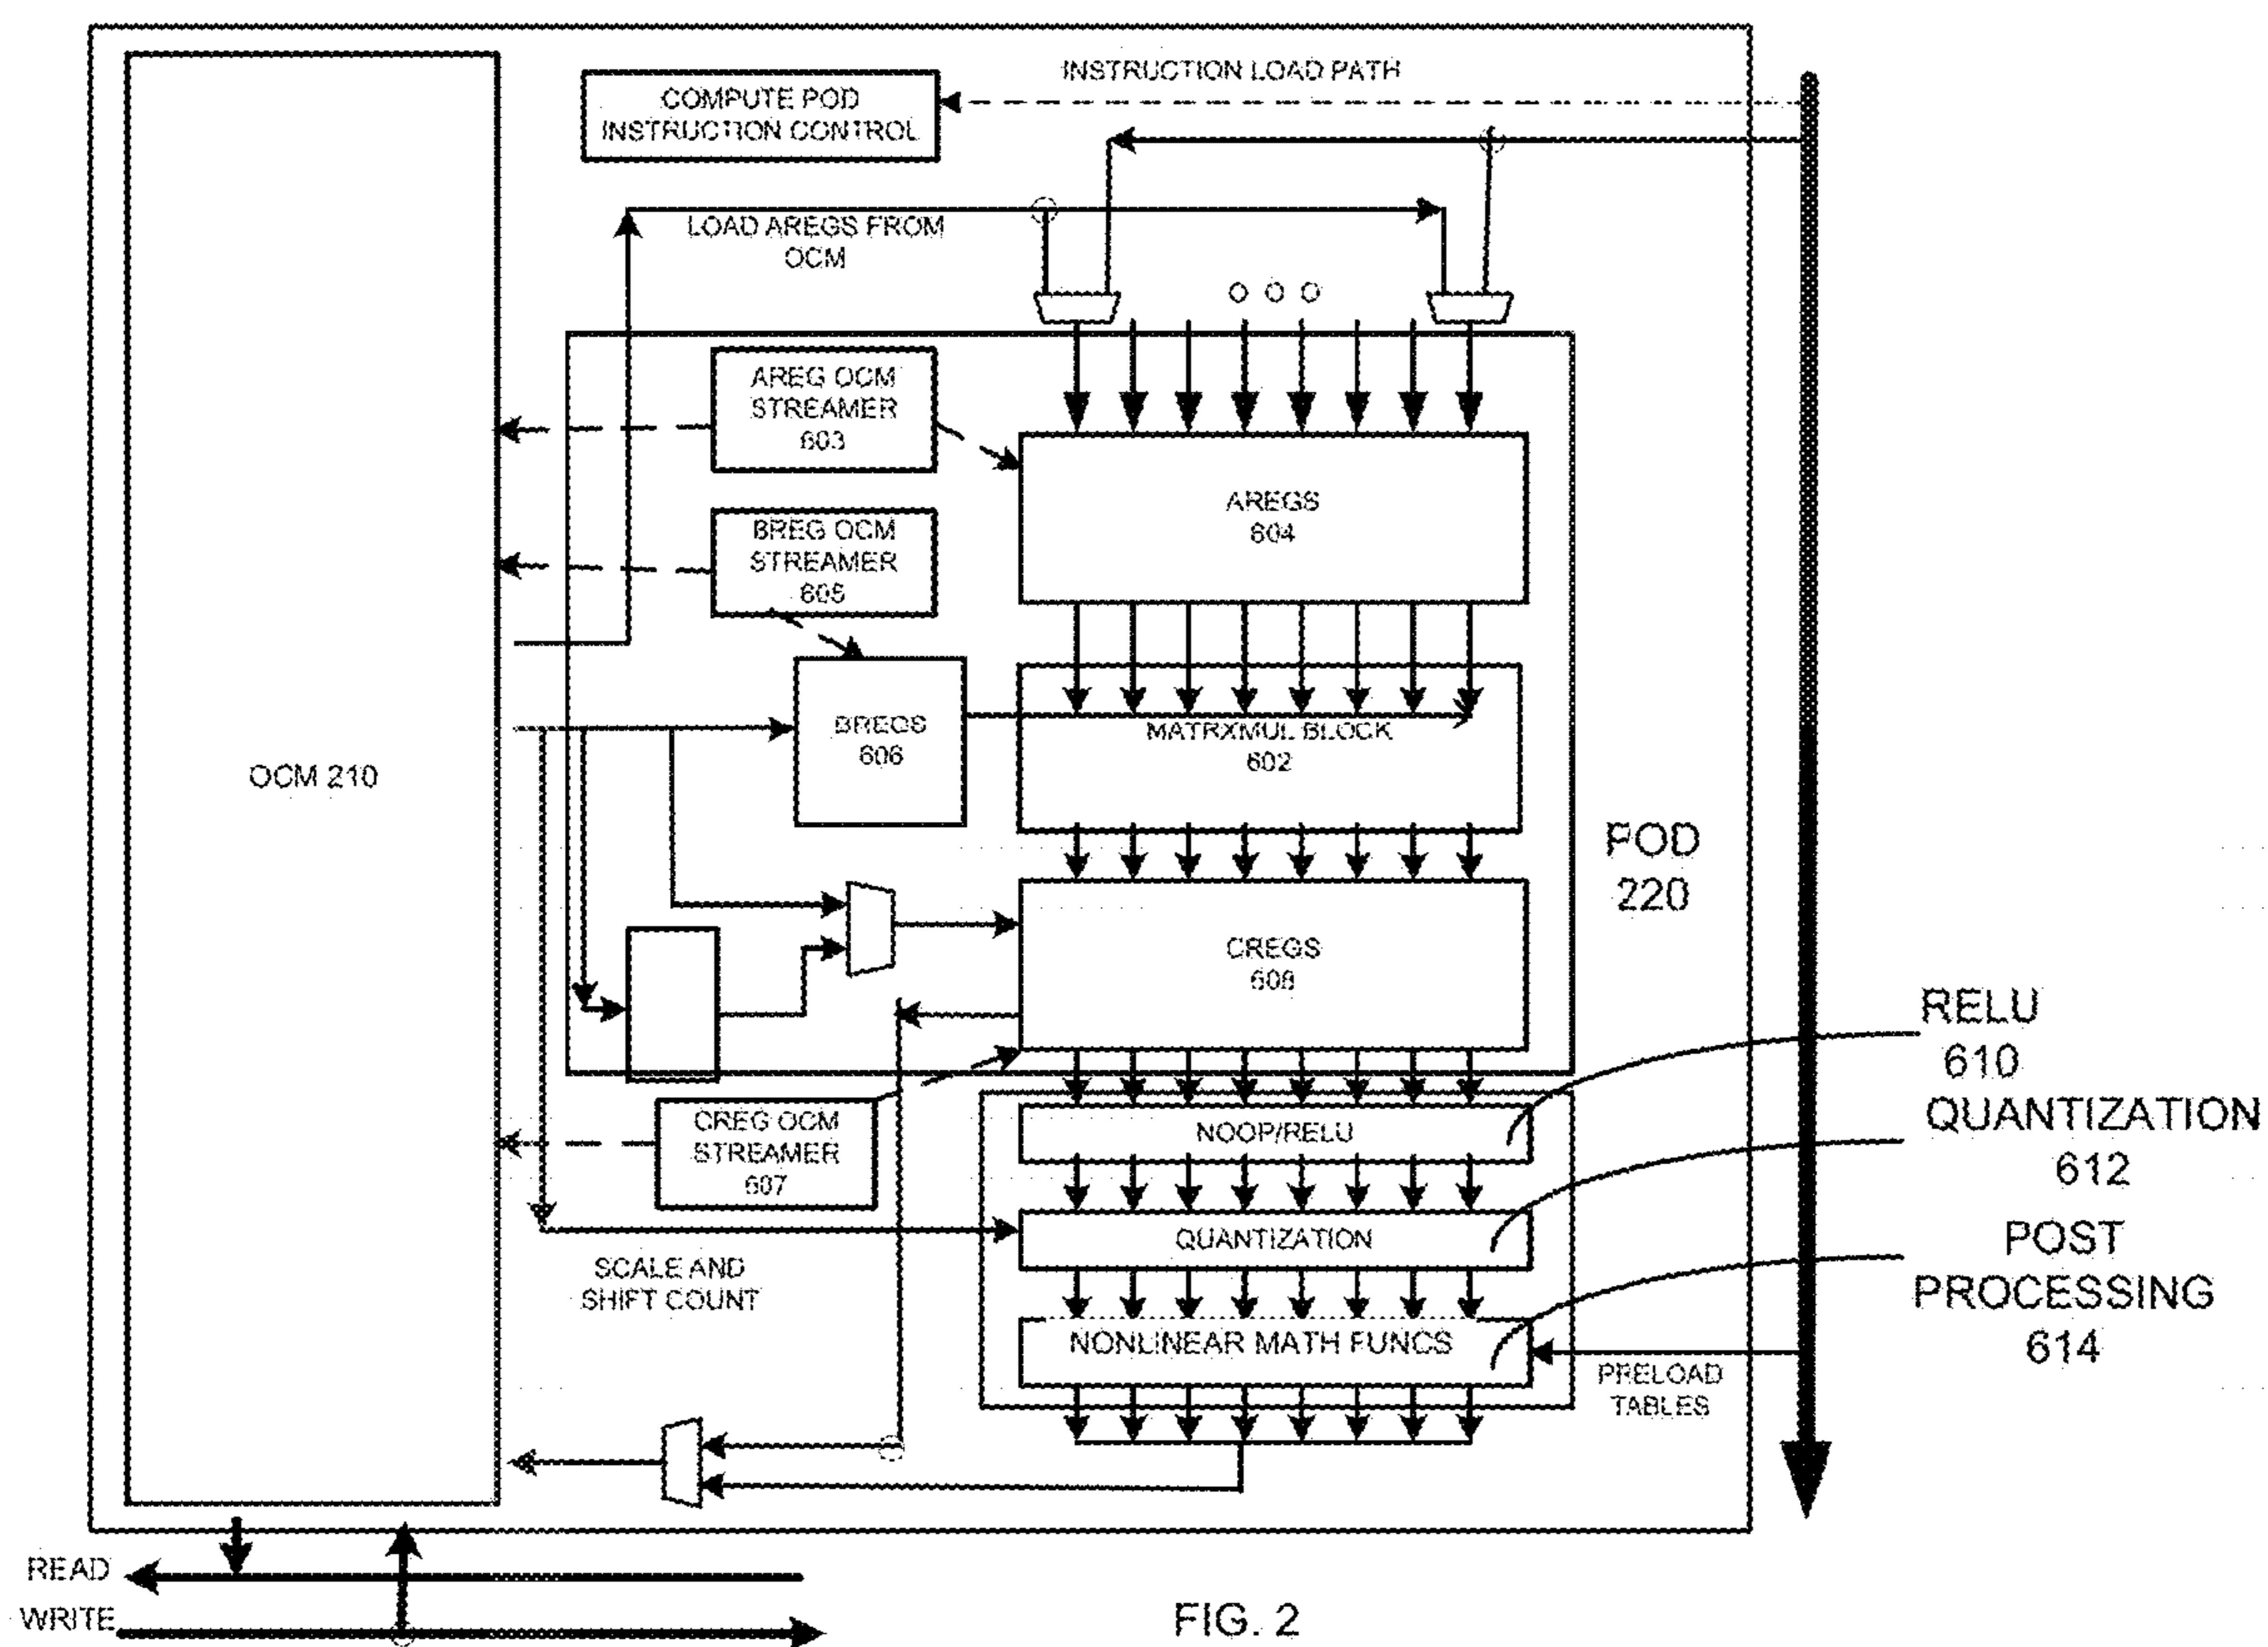 INSTRUCTION LOAD PATH
COMPUTE POD
INSTRUCTION CONTROL
LOAD AREGS FROM
OCM
AREG OCM
STREAMER
603
AREGS
604
BREG OCM
STREAMER
605
BREGS
606
MATRXMUL BLOCK
602
OCM 210
POD
220
CREGS
608
RELU
610
CREG OCM
STREAMER
607
NOOP/RELU
QUANTIZATION
612
QUANTIZATION
SCALE AND
SHIFT COUNT
POST
PROCESSING
614
NONLINEAR MATH FUNCS
PRELOAD
TABLES
READ
WRITE
FIG. 2